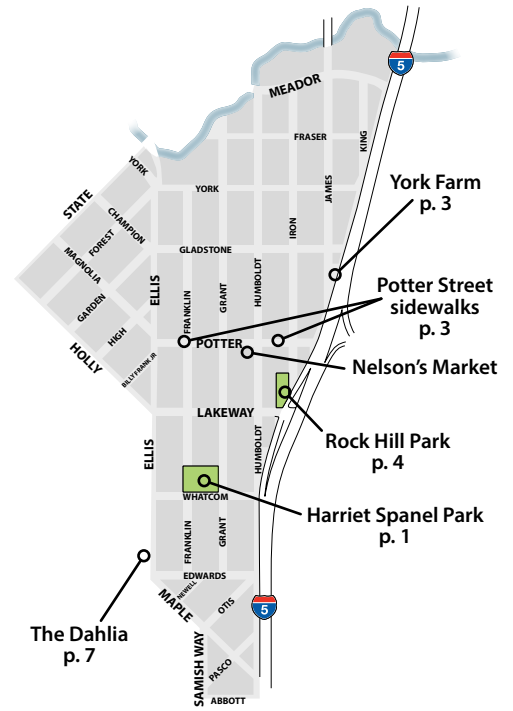 5
MEADOR
FRASER
KING
YORK
YORK
JAMES
York Farm
p. 3
STATE
CHAMPION
FOREST
IRON
MAGNOLIA
GLADSTONE
ELLIS
FRANKLIN
GRANT
HUMBOLDT
Potter Street
sidewalks
p. 3
GARDEN
HIGH
HOLLY
BILLY FRANK JR
POTTER
Nelson's Market
LAKEWAY
Rock Hill Park
p. 4
ELLIS
HUMBOLDT
WHATCOM
Harriet Spanel Park
p. 1
FRANKLIN
GRANT
EDWARDS
NEWELL
MAPLE
OTIS
5
The Dahlia
p. 7
SAMISH WAY
PASCO
ABBOTT